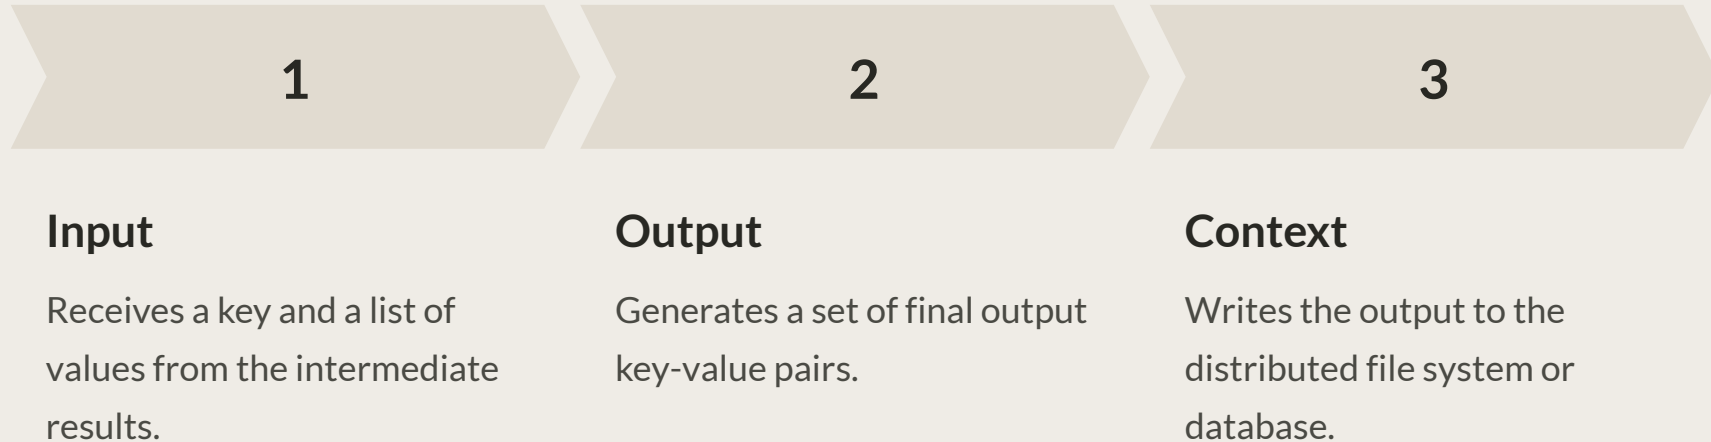 1
2
3
Input
Receives a key and a list of
values from the intermediate
results.
Output
Generates a set of final output
key-value pairs.
Context
Writes the output to the
distributed file system or
database.